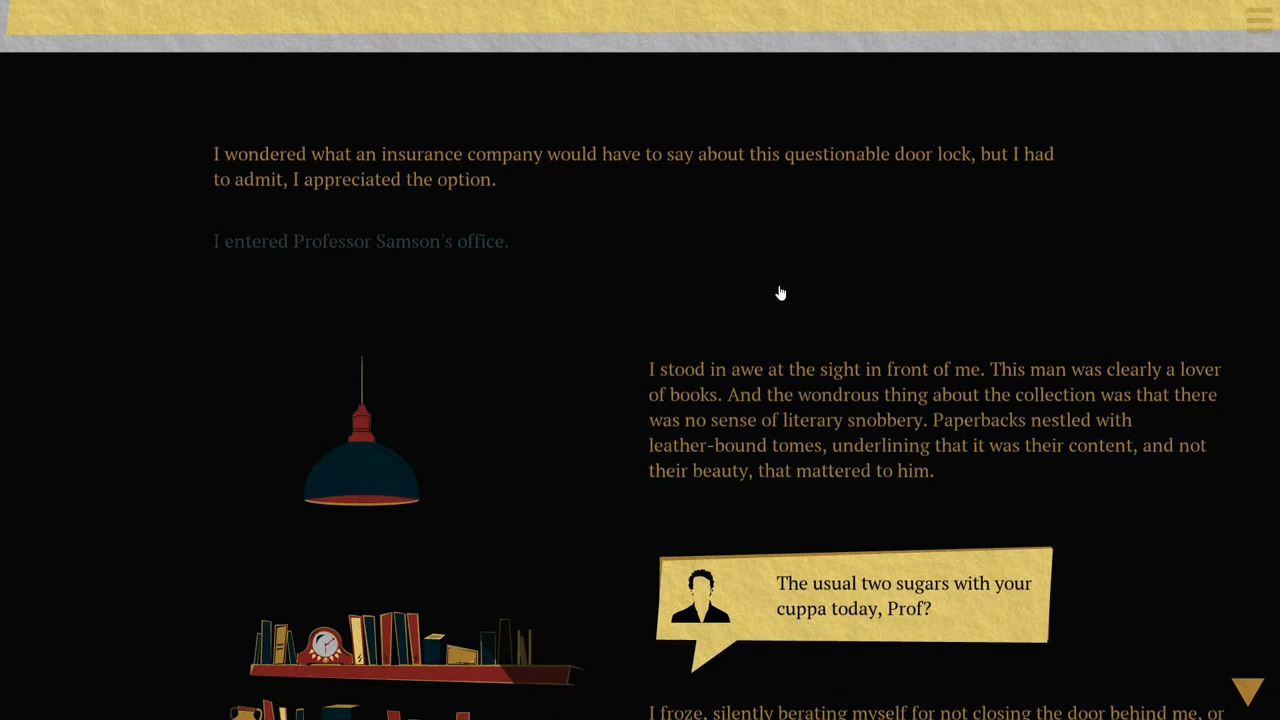 I wondered what an insurance company would have to say about this questionable door lock, but I had
to admit, I appreciated the option.
I entered Professor Samson's office.
I stood in awe at the sight in front of me. This man was clearly a lover
of books. And the wondrous thing about the collection was that there
was no sense of literary snobbery. Paperbacks nestled with
leather-bound tomes, underlining that it was their content, and not
their beauty, that mattered to him.
The usual two sugars with your
cuppa today, Prof?
I froze, silently berating myself for not closing the door behind me, or